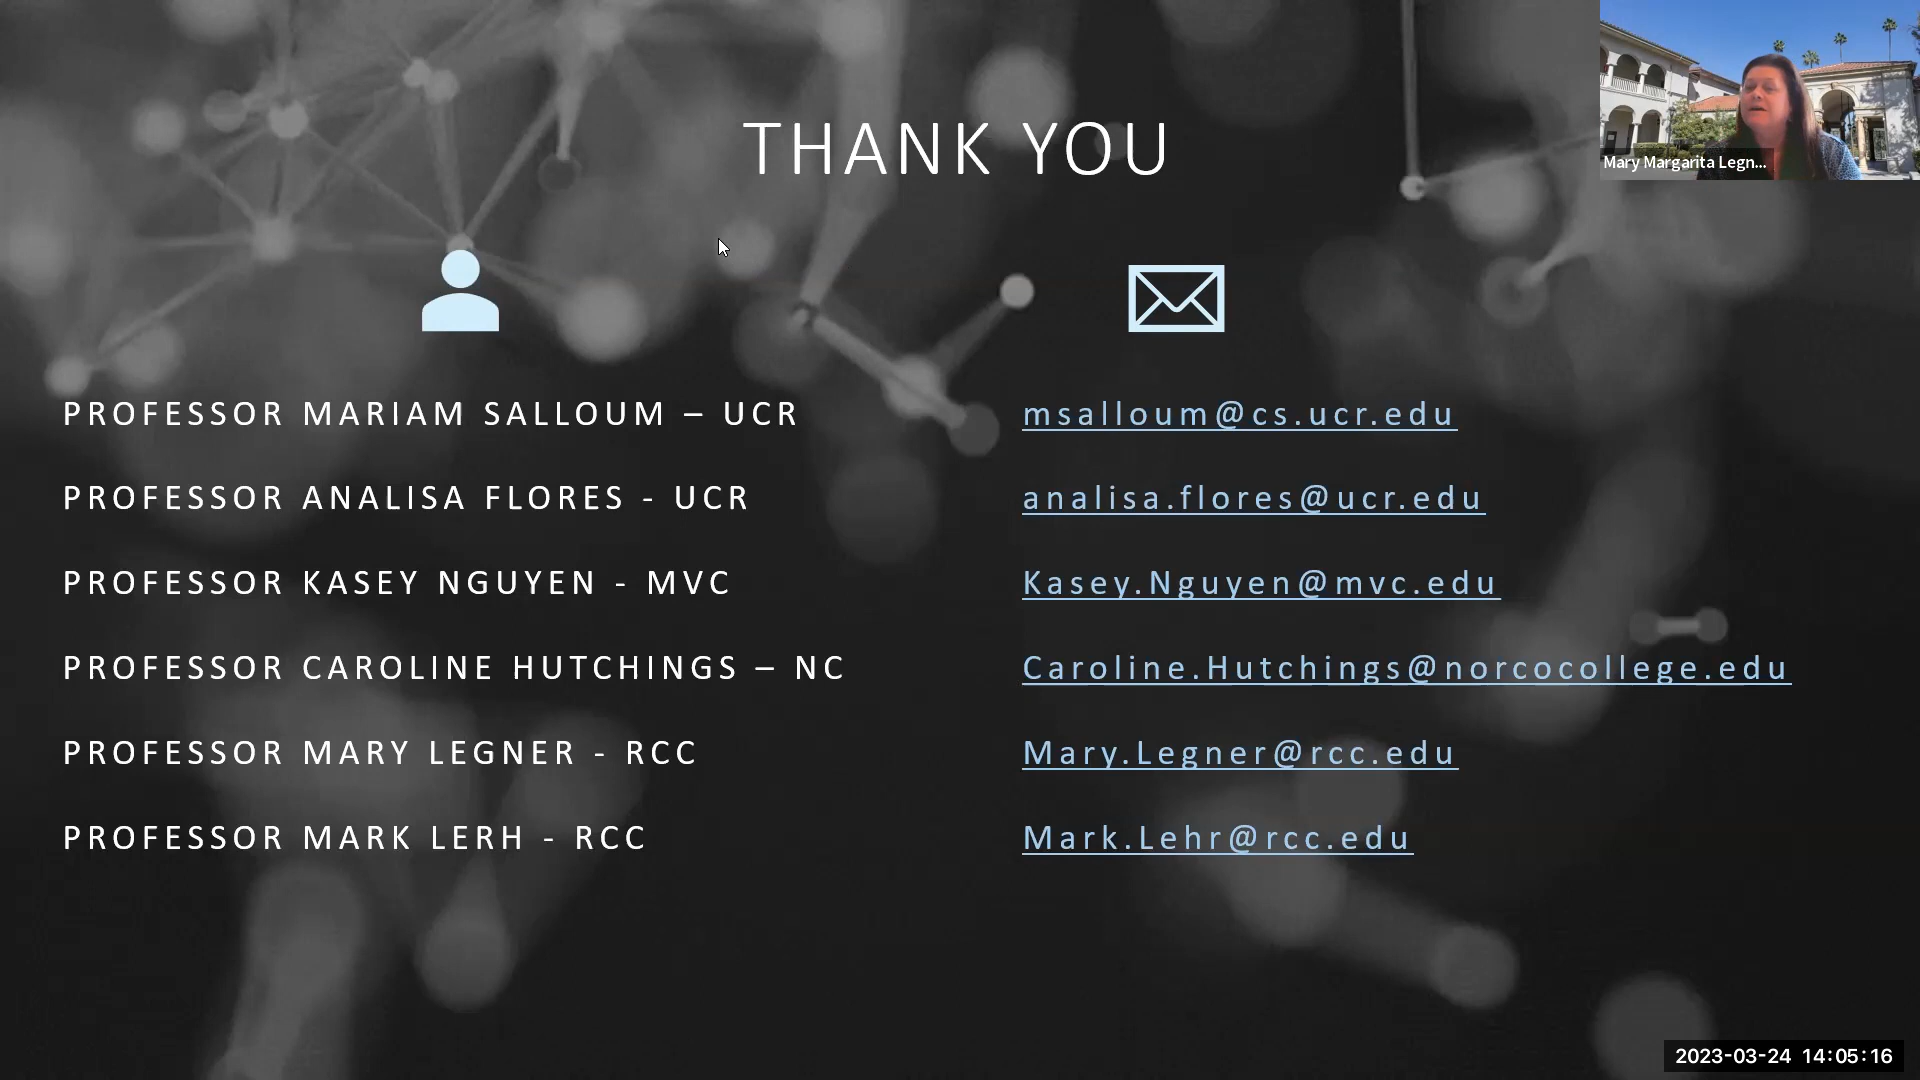 THANK YOU
Mary Margarita Legn...
PROFESSOR MARIAM SALLOUM – UCR
msalloum@cs.ucr.edu
PROFESSOR ANALISA FLORES - UCR
analisa.flores@ucr.edu
PROFESSOR KASEY NGUYEN - MVC
Kasey.Nguyen@mvc.edu
PROFESSOR CAROLINE HUTCHINGS – NC
Caroline.Hutchings@norcocollege.edu
PROFESSOR MARY LEGNER - RCC
Mary.Legner@rcc.edu
PROFESSOR MARK LERH - RCC
Mark.Lehr@rcc.edu
2023-03-24 14:05:16